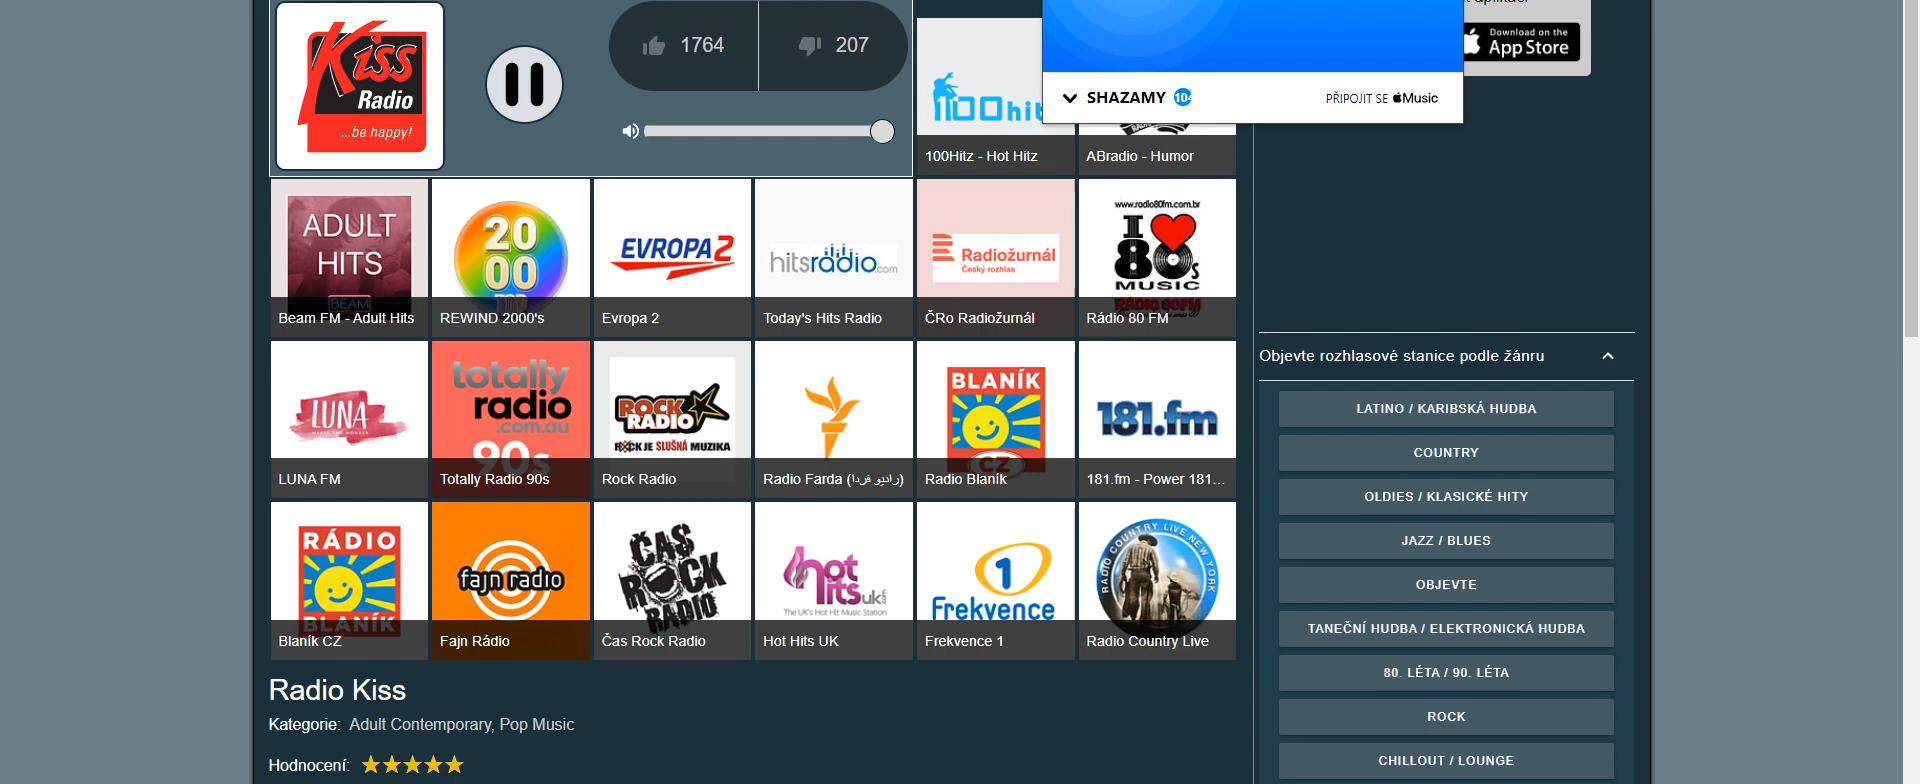 Kiss
Radio
...be happy!
1764
207
100hit
100Hitz - Hot Hitz
ABradio - Humor
Download on the
App Store
SHAZAMY
PŘIPOJIT SE Music
ADULT
HITS
BEAM
Beam FM - Adult Hits
20
00
REWIND 2000's
EVROPA 2
Evropa 2
hitsradio.com
Today's Hits Radio
Radiožurnál
Český rozhlas
ČRo Radiožurnál
www.radio80fm.com.br
I
80s
MUSIC
RÁDIO 80FM
Rádio 80 FM
LUNA
LUNA FM
totally
radio
.com.au
90s
Totally Radio 90s
ROCK
RADIO
ROCK JE SLUŠNÁ MUZIKA
Rock Radio
Radio Farda (رادیو فردا)
BLANÍK
CZ
Radio Blaník
181.fm
181.fm - Power 181...
RÁDIO
BLANÍK
Blaník CZ
fajn radio
Fajn Rádio
ČAS
ROCK
RADIO
Čas Rock Radio
hot
hitsuk.com
The UK's Hot Hit Music Station
Hot Hits UK
1
Frekvence
Frekvence 1
RADIO COUNTRY LIVE NEW YORK
Radio Country Live
Objevte rozhlasové stanice podle žánru
LATINO / KARIBSKÁ HUDBA
COUNTRY
OLDIES / KLASICKÉ HITY
JAZZ / BLUES
OBJEVTE
TANEČNÍ HUDBA / ELEKTRONICKÁ HUDBA
80. LÉTA / 90. LÉTA
ROCK
CHILLOUT / LOUNGE
Radio Kiss
Kategorie: Adult Contemporary, Pop Music
Hodnocení: